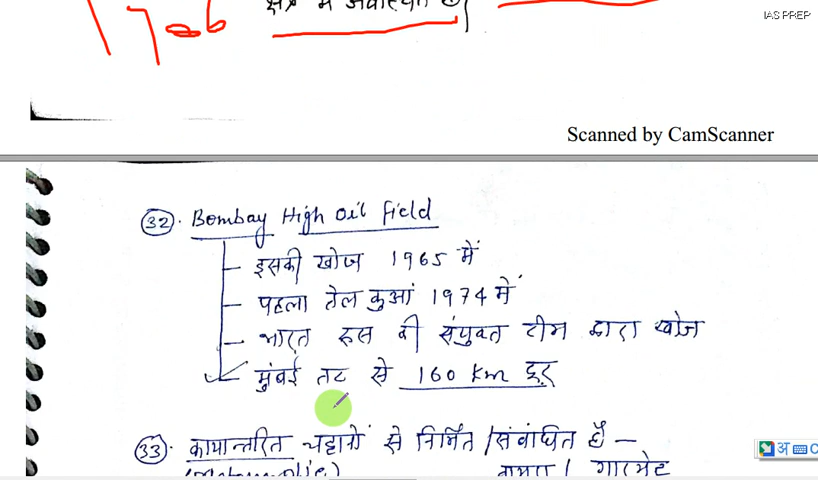 IAS PREP
क्षेत्र में अवस्थित है
Scanned by CamScanner
32. Bombay High Oil Field
इसकी खोज 1965 में
पहला तेल कुआं 1974 में
भारत रूस की संयुक्त टीम द्वारा खोज
मुंबई तट से 160 Km दूर
33. कायान्तरित चट्टानों से निर्मित/संबंधित है –